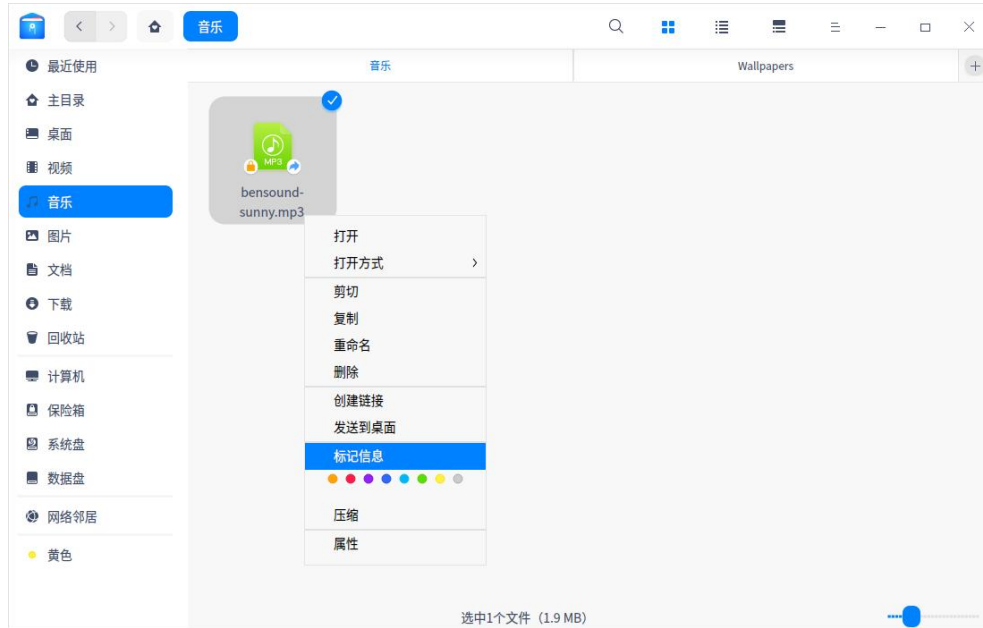 音乐
最近使用
主目录
桌面
视频
音乐
图片
文档
下载
回收站
计算机
保险箱
系统盘
数据盘
网络邻居
黄色
音乐
Wallpapers
MP3
bensound-
sunny.mp3
打开
打开方式
剪切
复制
重命名
删除
创建链接
发送到桌面
标记信息
压缩
属性
选中1个文件（1.9 MB）